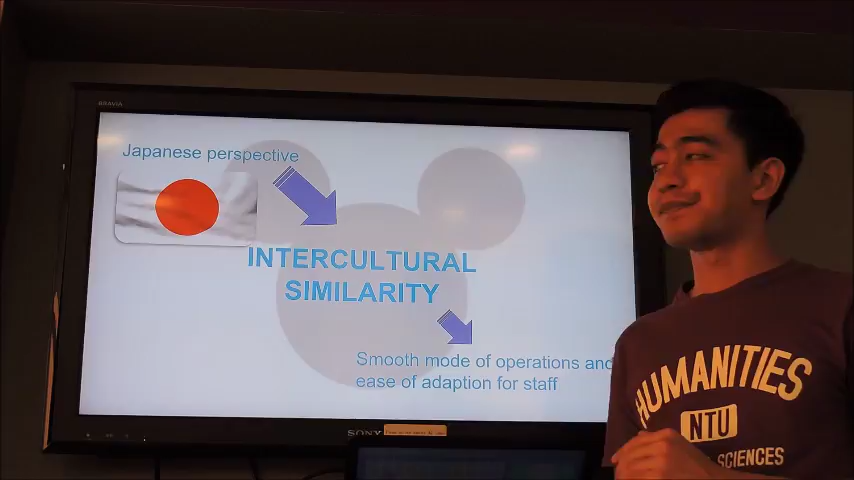 BRAVIA
Japanese perspective
INTERCULTURAL
SIMILARITY
Smooth mode of operations and
ease of adaption for staff
SONY
HUMANITIES
NTU
SCIENCES